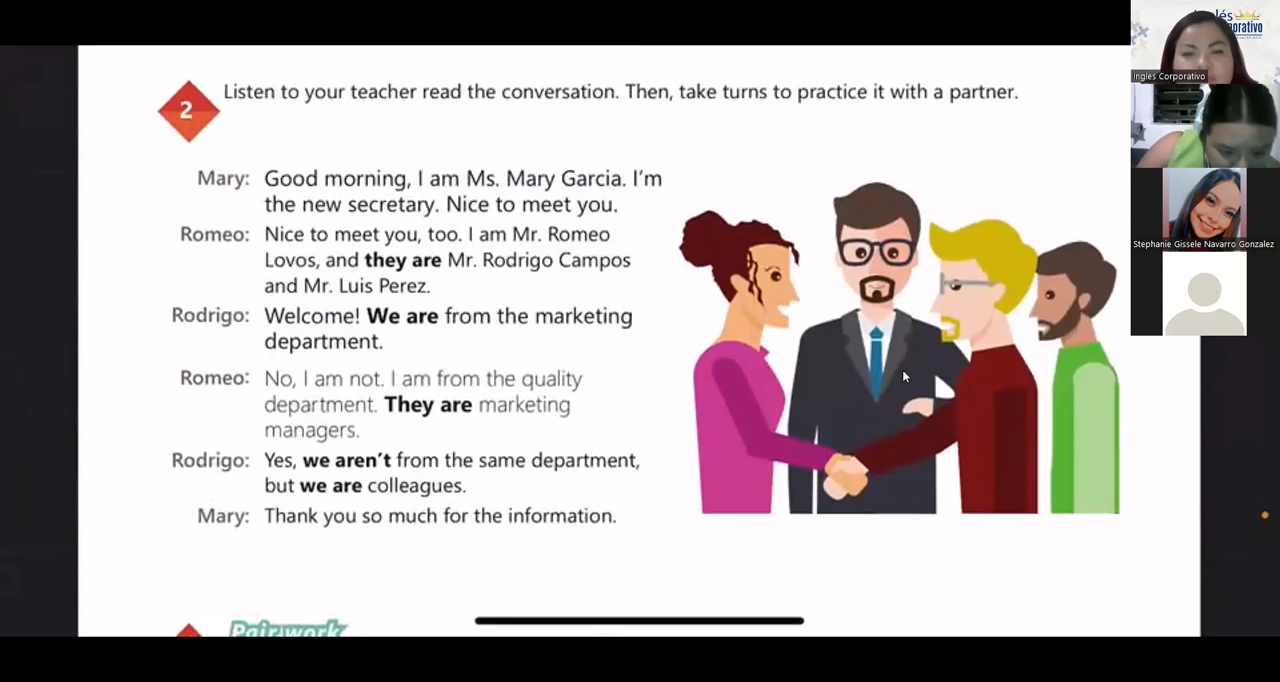 2
Listen to your teacher read the conversation. Then, take turns to practice it with a partner.
Mary: Good morning, I am Ms. Mary Garcia. I'm
the new secretary. Nice to meet you.
Romeo: Nice to meet you, too. I am Mr. Romeo
Lovos, and they are Mr. Rodrigo Campos
and Mr. Luis Perez.
Rodrigo: Welcome! We are from the marketing
department.
Romeo: No, I am not. I am from the quality
department. They are marketing
managers.
Rodrigo: Yes, we aren't from the same department,
but we are colleagues.
Mary: Thank you so much for the information.
Pair work
Ingles Corporativo
Stephanie Gissele Navarro Gonzalez